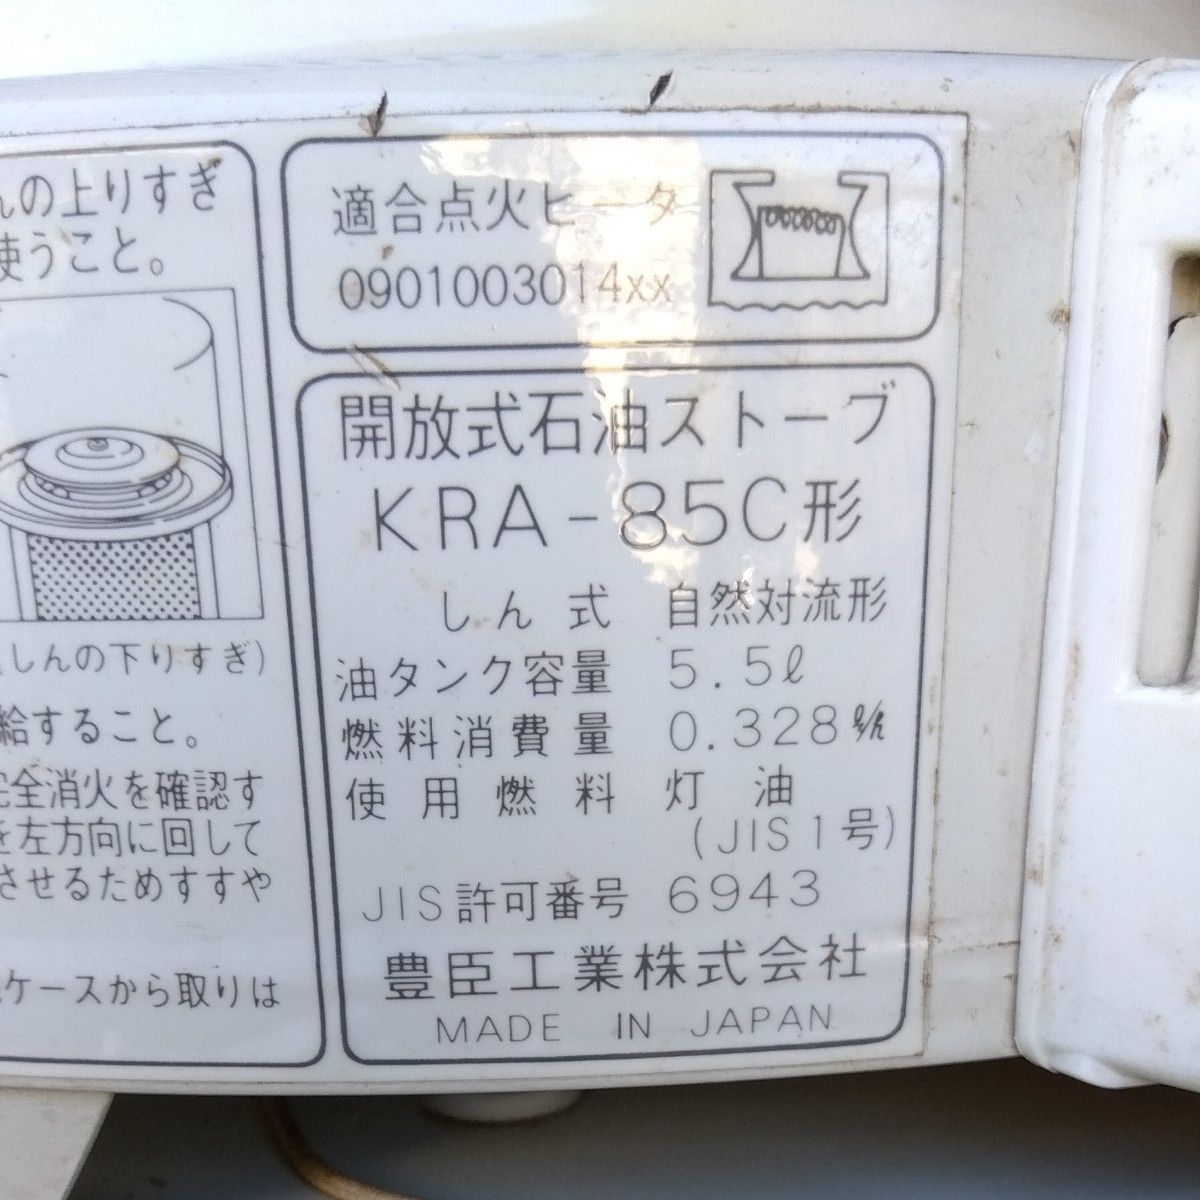 んの上りすぎ
使うこと。
しんの下りすぎ)
給すること。
完全消火を確認す
を左方向に回して
させるためすすや
ケースから取りは
適合点火ヒータ
0901003014xx
開放式石油ストーブ
KRA-85C形
しん式 自然対流形
油タンク容量 5.5ℓ
燃料消費量 0.328ℓ/h
使用燃料 灯油
(JIS1号)
JIS許可番号 6943
豊臣工業株式会社
MADE IN JAPAN